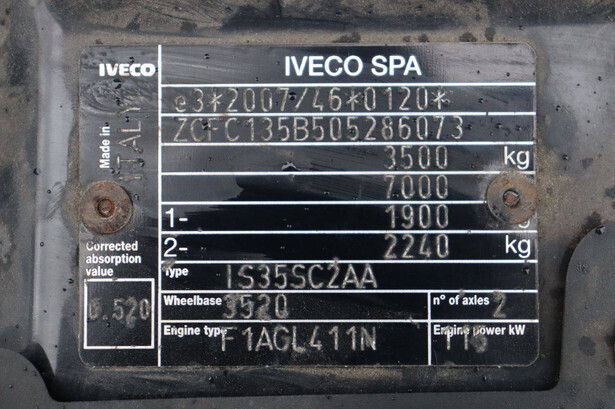 IVECO
IVECO SPA
Made in
ITALY
e3*2007/46*0120*
ZCFC135B505286073
3500 kg
7000
1- 1900
2- 2240 kg
Corrected
absorption
value
0.520
Type IS35SC2AA
Wheelbase 3520
n° of axles 2
Engine type F1AGL411N
Engine power kW